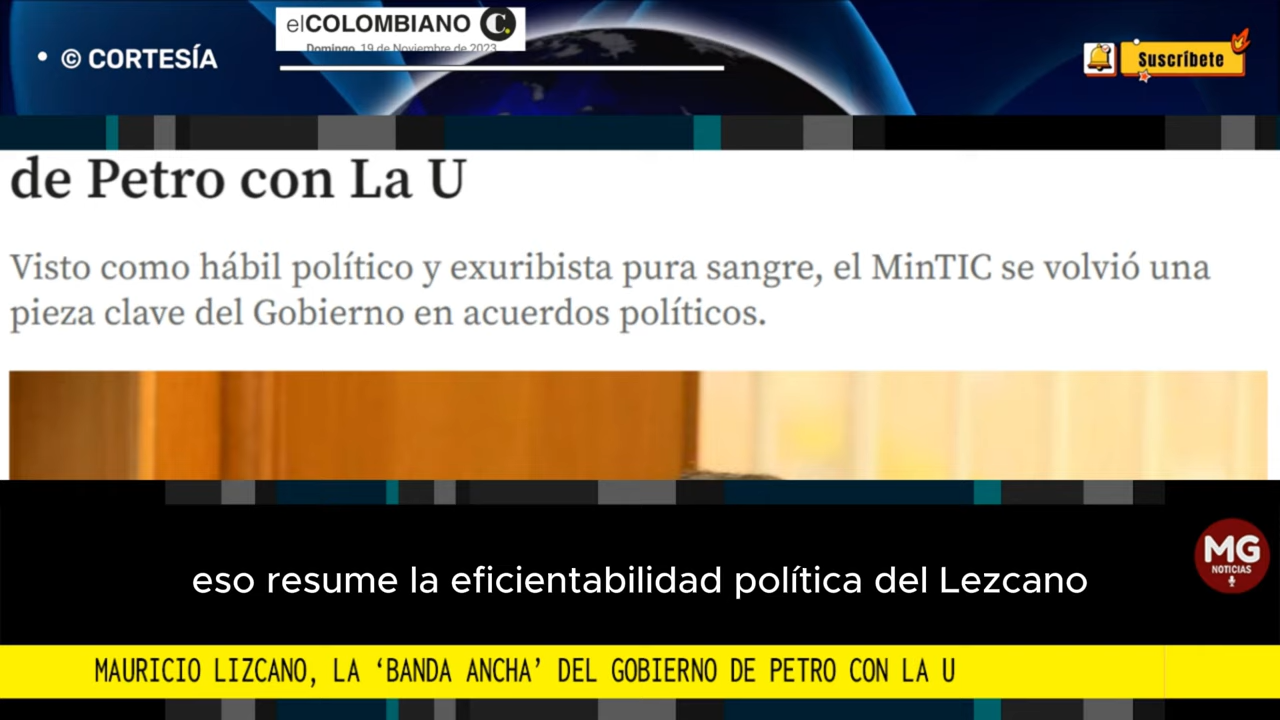 elCOLOMBIANO C.
Domingo, 19 de Noviembre de 2023
• © CORTESÍA
Suscríbete
de Petro con La U
Visto como hábil político y exuribista pura sangre, el MinTIC se volvió una
pieza clave del Gobierno en acuerdos políticos.
eso resume la eficientabilidad política del Lezcano
MG
NOTICIAS
MAURICIO LIZCANO, LA ‘BANDA ANCHA’ DEL GOBIERNO DE PETRO CON LA U